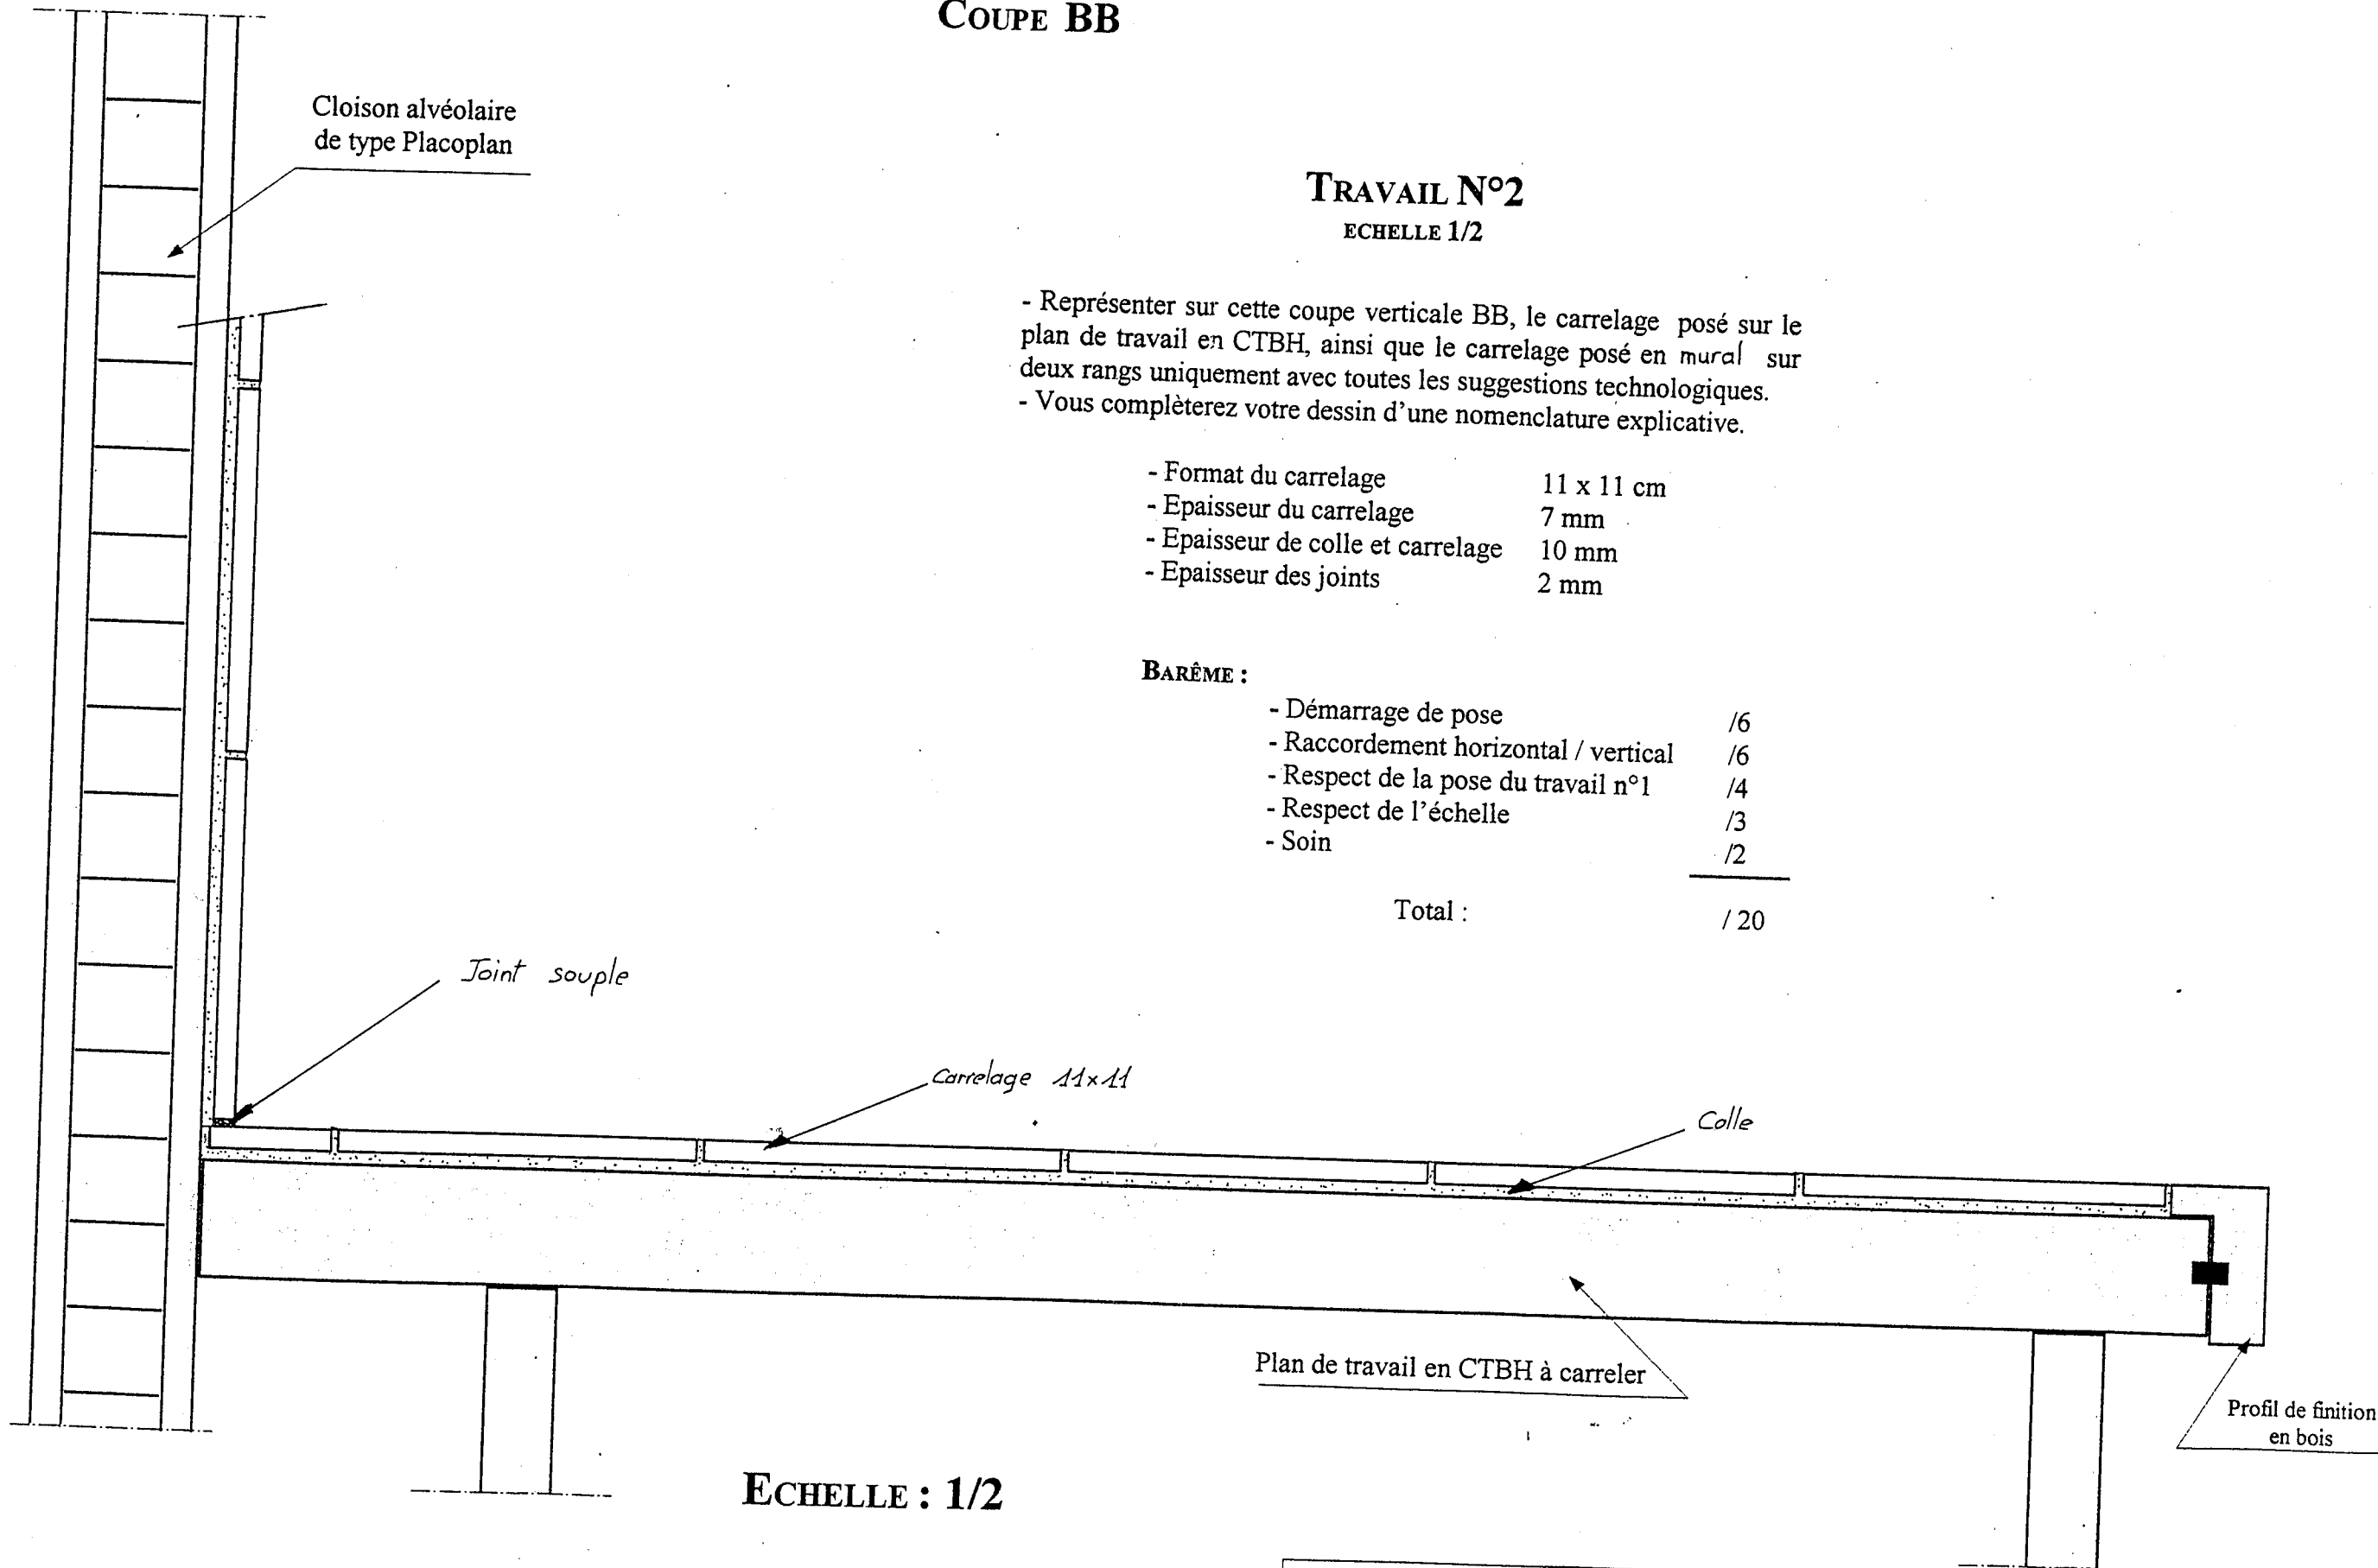 COUPE BB
Cloison alvéolaire
de type Placoplan
TRAVAIL N°2
ECHELLE 1/2
- Représenter sur cette coupe verticale BB, le carrelage posé sur le
plan de travail en CTBH, ainsi que le carrelage posé en mural sur
deux rangs uniquement avec toutes les suggestions technologiques.
- Vous complèterez votre dessin d'une nomenclature explicative.
- Format du carrelage 11 x 11 cm
- Epaisseur du carrelage 7 mm
- Epaisseur de colle et carrelage 10 mm
- Epaisseur des joints 2 mm
BARÊME :
- Démarrage de pose /6
- Raccordement horizontal / vertical /6
- Respect de la pose du travail n°1 /4
- Respect de l'échelle /3
- Soin /2
Total : / 20
Joint souple
Carrelage 11x11
Colle
Plan de travail en CTBH à carreler
Profil de finition
en bois
ECHELLE : 1/2